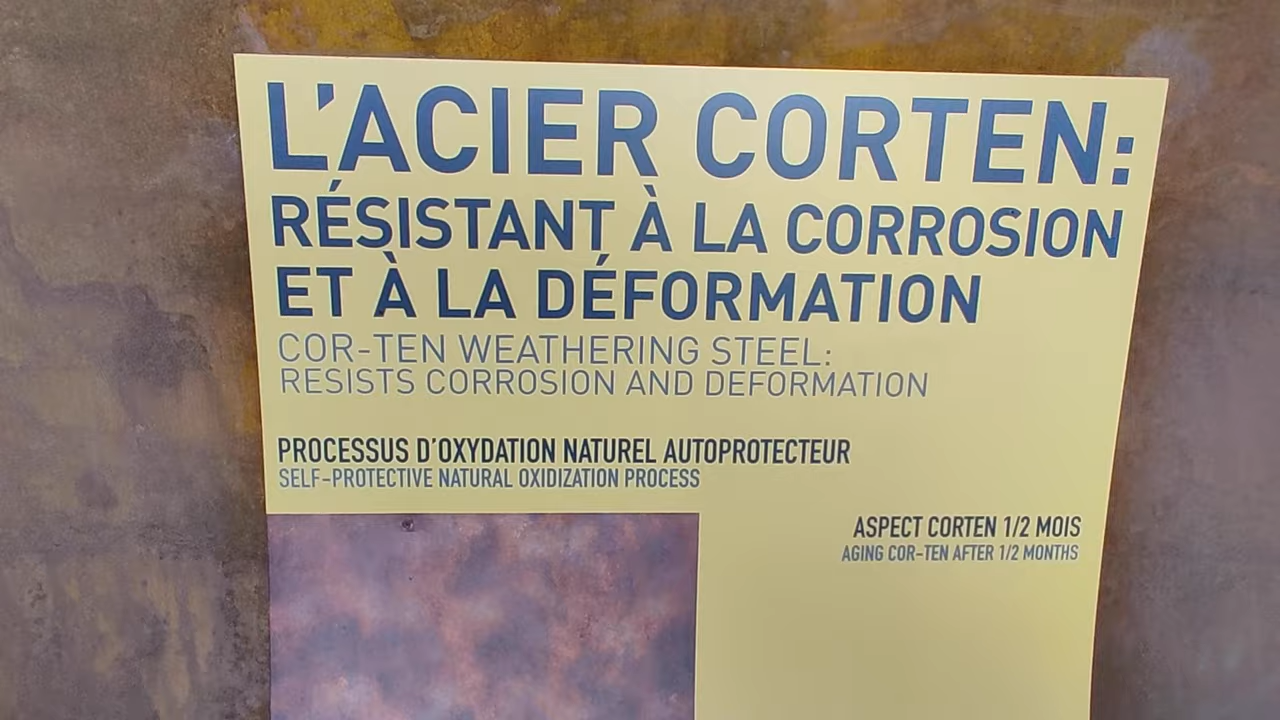 L'ACIER CORTEN:
RÉSISTANT À LA CORROSION
ET À LA DÉFORMATION
COR-TEN WEATHERING STEEL:
RESISTS CORROSION AND DEFORMATION
PROCESSUS D'OXYDATION NATUREL AUTOPROTECTEUR
SELF-PROTECTIVE NATURAL OXIDIZATION PROCESS
ASPECT CORTEN 1/2 MOIS
AGING COR-TEN AFTER 1/2 MONTHS